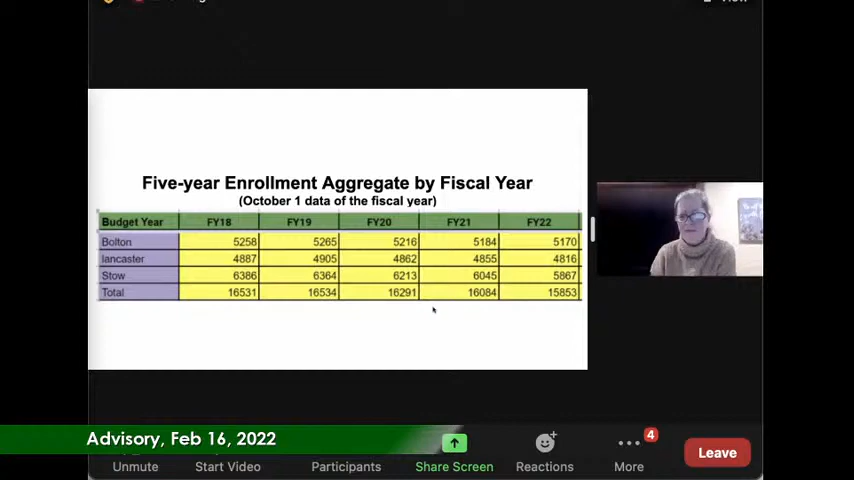 Five-year Enrollment Aggregate by Fiscal Year
(October 1 data of the fiscal year)
Budget Year FY18 FY19 FY20 FY21 FY22
Bolton 5258 5265 5216 5184 5170
lancaster 4887 4905 4862 4855 4816
Stow 6386 6364 6213 6045 5867
Total 16531 16534 16291 16084 15853
Advisory, Feb 16, 2022
4
Unmute Start Video Participants Share Screen Reactions More Leave